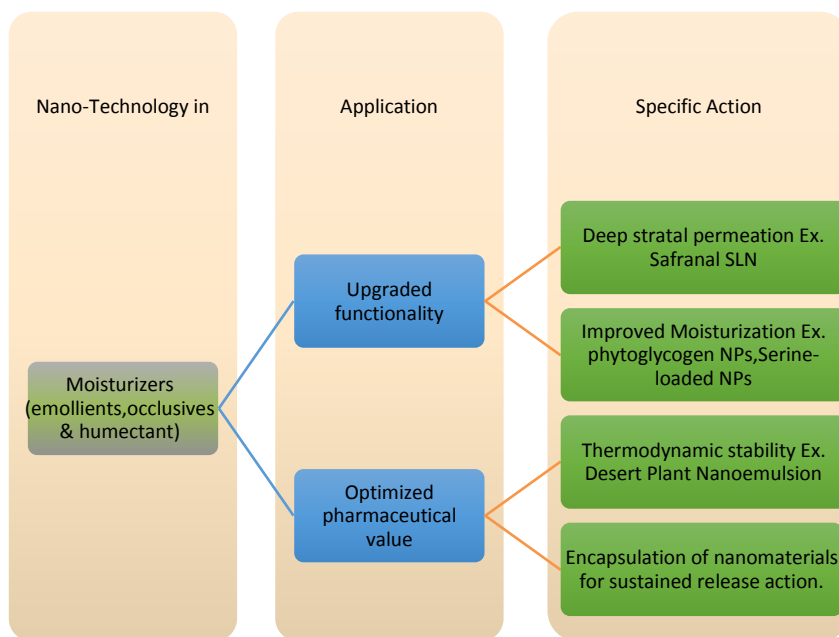 Nano-Technology in
Application
Specific Action
Moisturizers
(emollients,occlusives
& humectant)
Upgraded
functionality
Optimized
pharmaceutical
value
Deep stratal permeation Ex.
Safranal SLN
Improved Moisturization Ex.
phytoglycogen NPs,Serine-
loaded NPs
Thermodynamic stability Ex.
Desert Plant Nanoemulsion
Encapsulation of nanomaterials
for sustained release action.